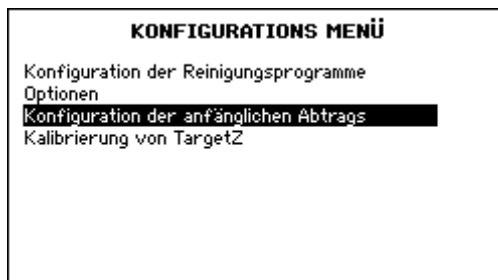 KONFIGURATIONS MENÜ
Konfiguration der Reinigungsprogramme
Optionen
Konfiguration der anfänglichen Abtrags
Kalibrierung von TargetZ